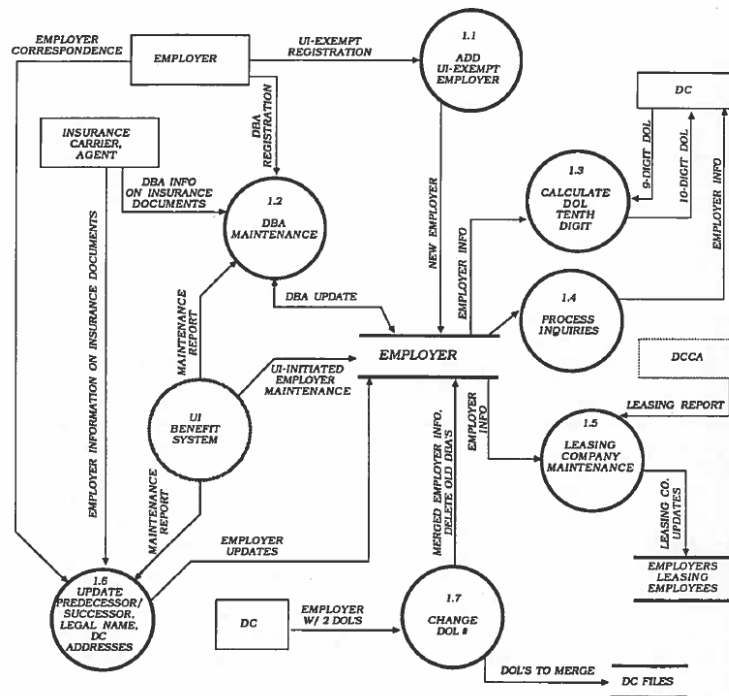 EMPLOYER
CORRESPONDENCE
EMPLOYER
UI-EXEMPT
REGISTRATION
1.1
ADD
UI-EXEMPT
EMPLOYER
DC
INSURANCE
CARRIER,
AGENT
DBA
REGISTRATION
DBA INFO
ON INSURANCE
DOCUMENTS
1.2
DBA
MAINTENANCE
1.3
CALCULATE
DOL
TENTH
DIGIT
9-DIGIT DOL
10-DIGIT DOL
EMPLOYER INFO
NEW EMPLOYER
EMPLOYER INFO
1.4
PROCESS
INQUIRIES
DBA UPDATE
EMPLOYER INFORMATION ON INSURANCE DOCUMENTS
MAINTENANCE
REPORT
EMPLOYER
UI-INITIATED
EMPLOYER
MAINTENANCE
DCCA
LEASING REPORT
UI
BENEFIT
SYSTEM
MERGED EMPLOYER INFO,
DELETE OLD DBA'S
EMPLOYER
INFO
1.5
LEASING
COMPANY
MAINTENANCE
MAINTENANCE
REPORT
EMPLOYER
UPDATES
LEASING CO.
UPDATES
EMPLOYERS
LEASING
EMPLOYEES
1.6
UPDATE
PREDECESSOR/
SUCCESSOR,
LEGAL NAME,
DC
ADDRESSES
DC
EMPLOYER
W/ 2 DOL'S
1.7
CHANGE
DOL #
DOL'S TO MERGE
DC FILES